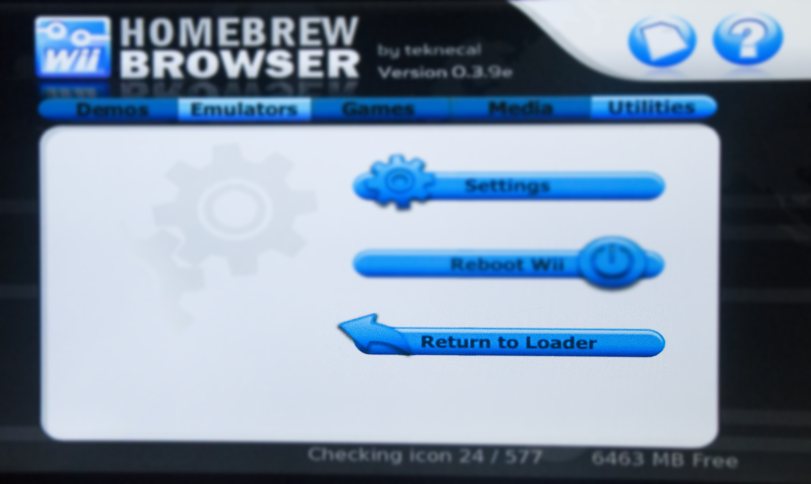 Wii
HOMEBREW
BROWSER
by teknecal
Version 0.3.9e
?
Demos Emulators Games Media Utilities
Settings
Reboot Wii
Return to Loader
Checking icon 24 / 577 6463 MB Free